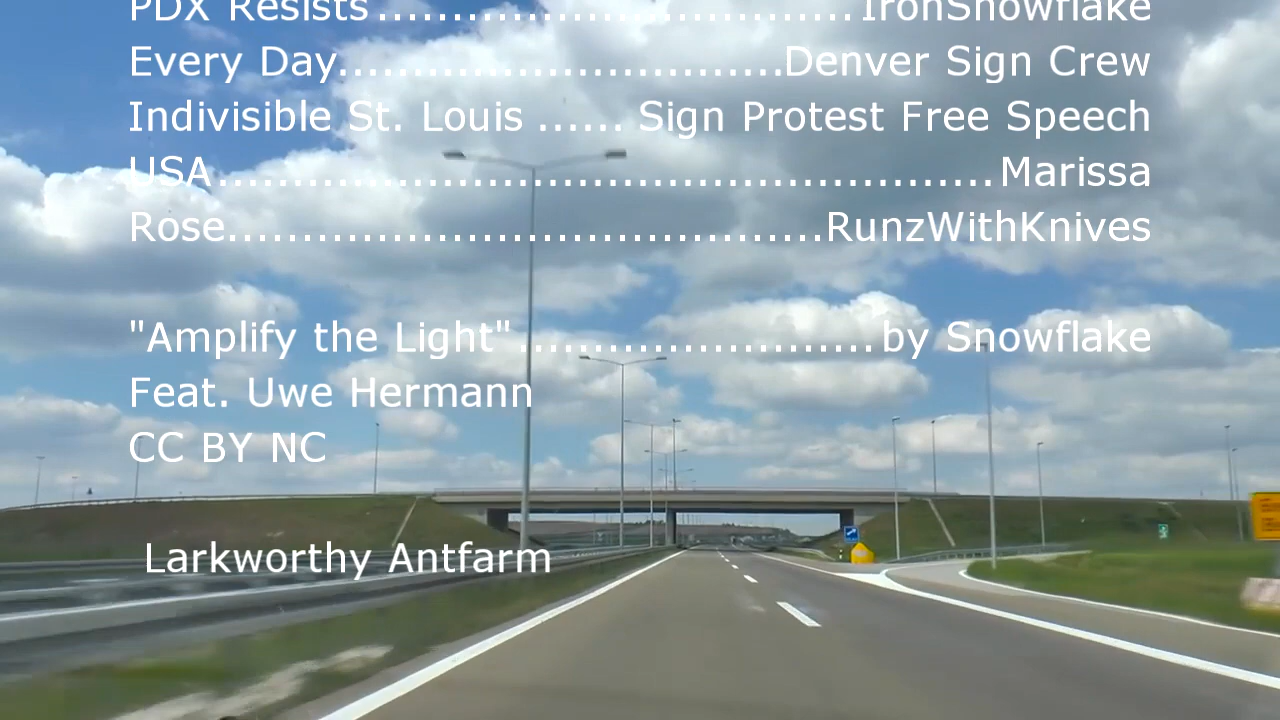 PDX Resists................................IronSnowflake
Every Day..............................Denver Sign Crew
Indivisible St. Louis ...... Sign Protest Free Speech
USA....................................................Marissa
Rose........................................RunzWithKnives
"Amplify the Light"........................by Snowflake
Feat. Uwe Hermann
CC BY NC
Larkworthy Antfarm